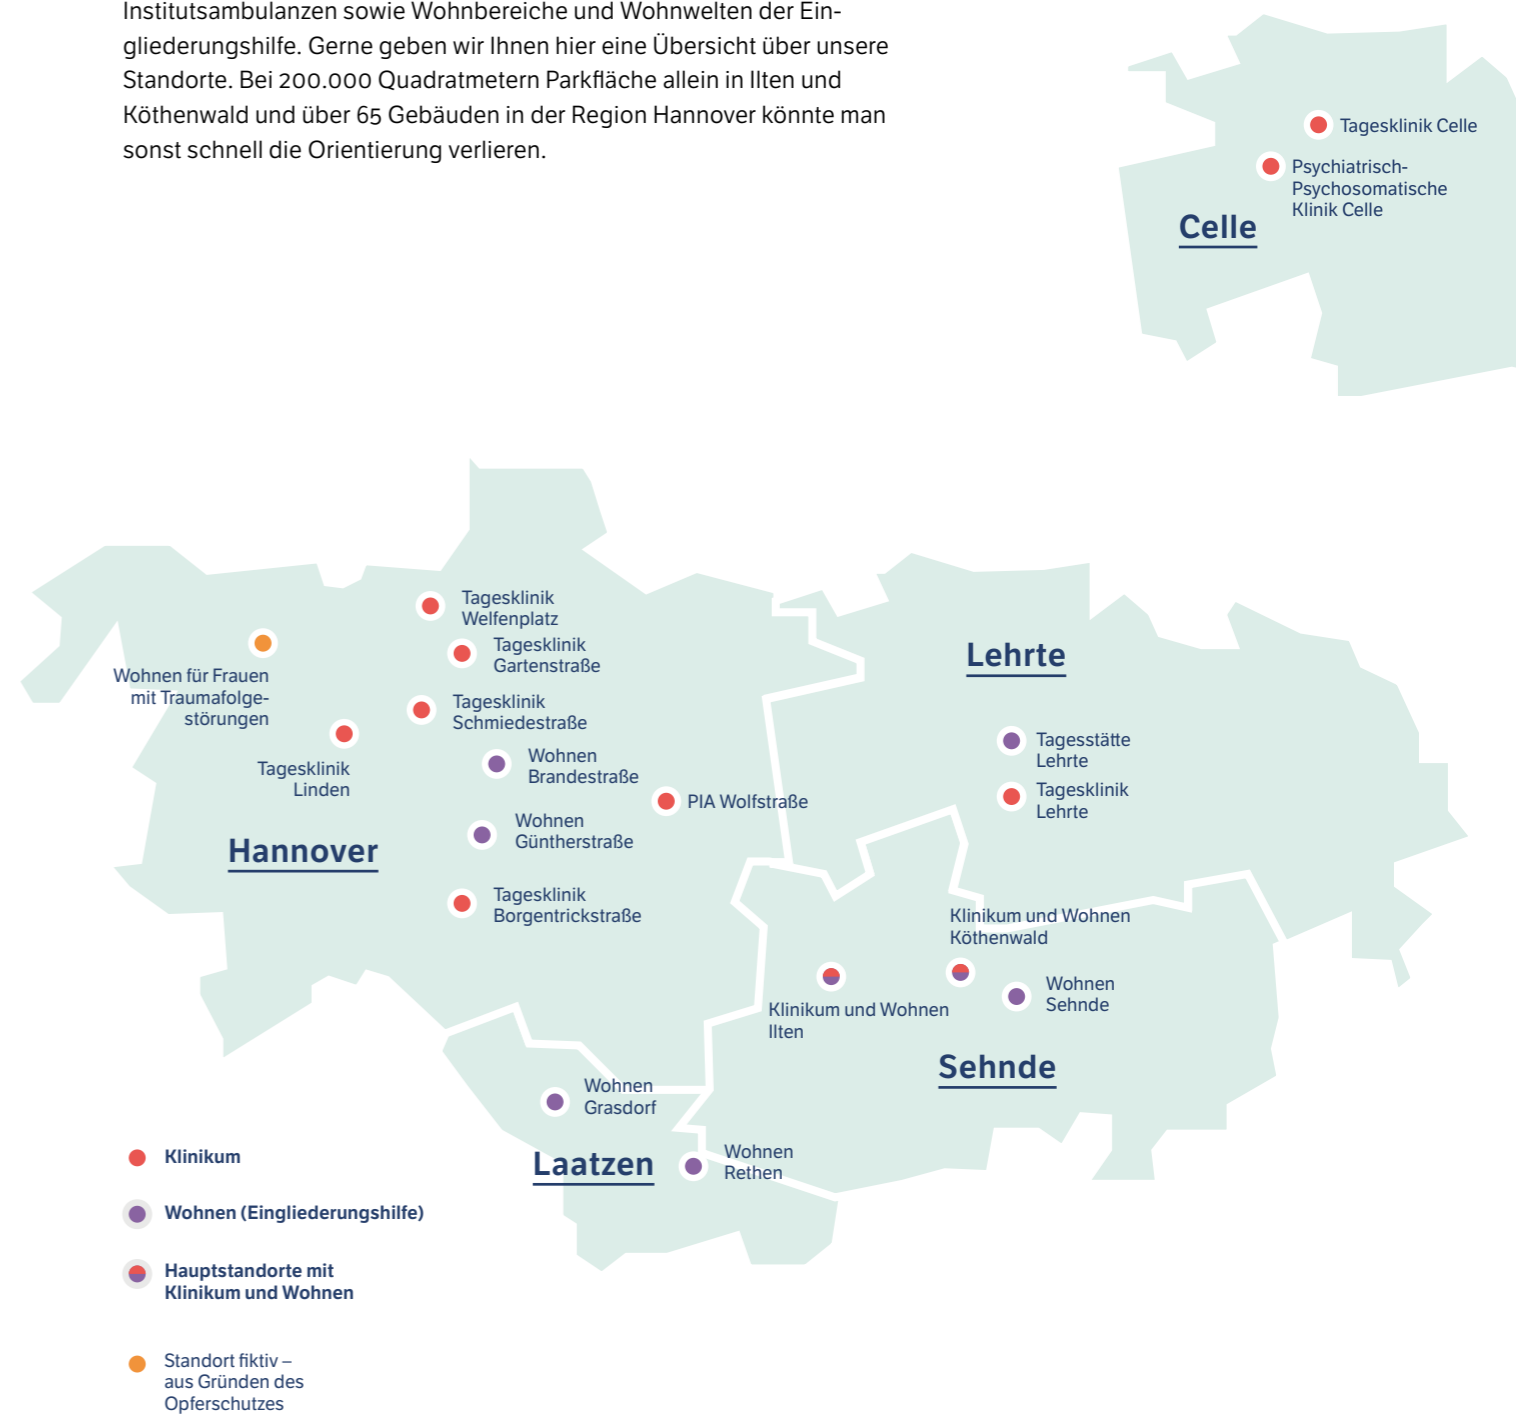 Institutsambulanzen sowie Wohnbereiche und Wohnwelten der Ein-
gliederungshilfe. Gerne geben wir Ihnen hier eine Übersicht über unsere
Standorte. Bei 200.000 Quadratmetern Parkfläche allein in Ilten und
Köthenwald und über 65 Gebäuden in der Region Hannover könnte man
sonst schnell die Orientierung verlieren.
Tagesklinik Celle
Psychiatrisch-
Psychosomatische
Klinik Celle
Celle
Tagesklinik
Welfenplatz
Tagesklinik
Gartenstraße
Wohnen für Frauen
mit Traumafolge-
störungen
Tagesklinik
Schmiedestraße
Tagesklinik
Linden
Wohnen
Brandestraße
PIA Wolfstraße
Wohnen
Güntherstraße
Hannover
Tagesklinik
Borgentrickstraße
Lehrte
Tagesstätte
Lehrte
Tagesklinik
Lehrte
Klinikum und Wohnen
Köthenwald
Klinikum und Wohnen
Ilten
Wohnen
Sehnde
Sehnde
Wohnen
Grasdorf
Laatzen
Wohnen
Rethen
Klinikum
Wohnen (Eingliederungshilfe)
Hauptstandorte mit
Klinikum und Wohnen
Standort fiktiv –
aus Gründen des
Opferschutzes